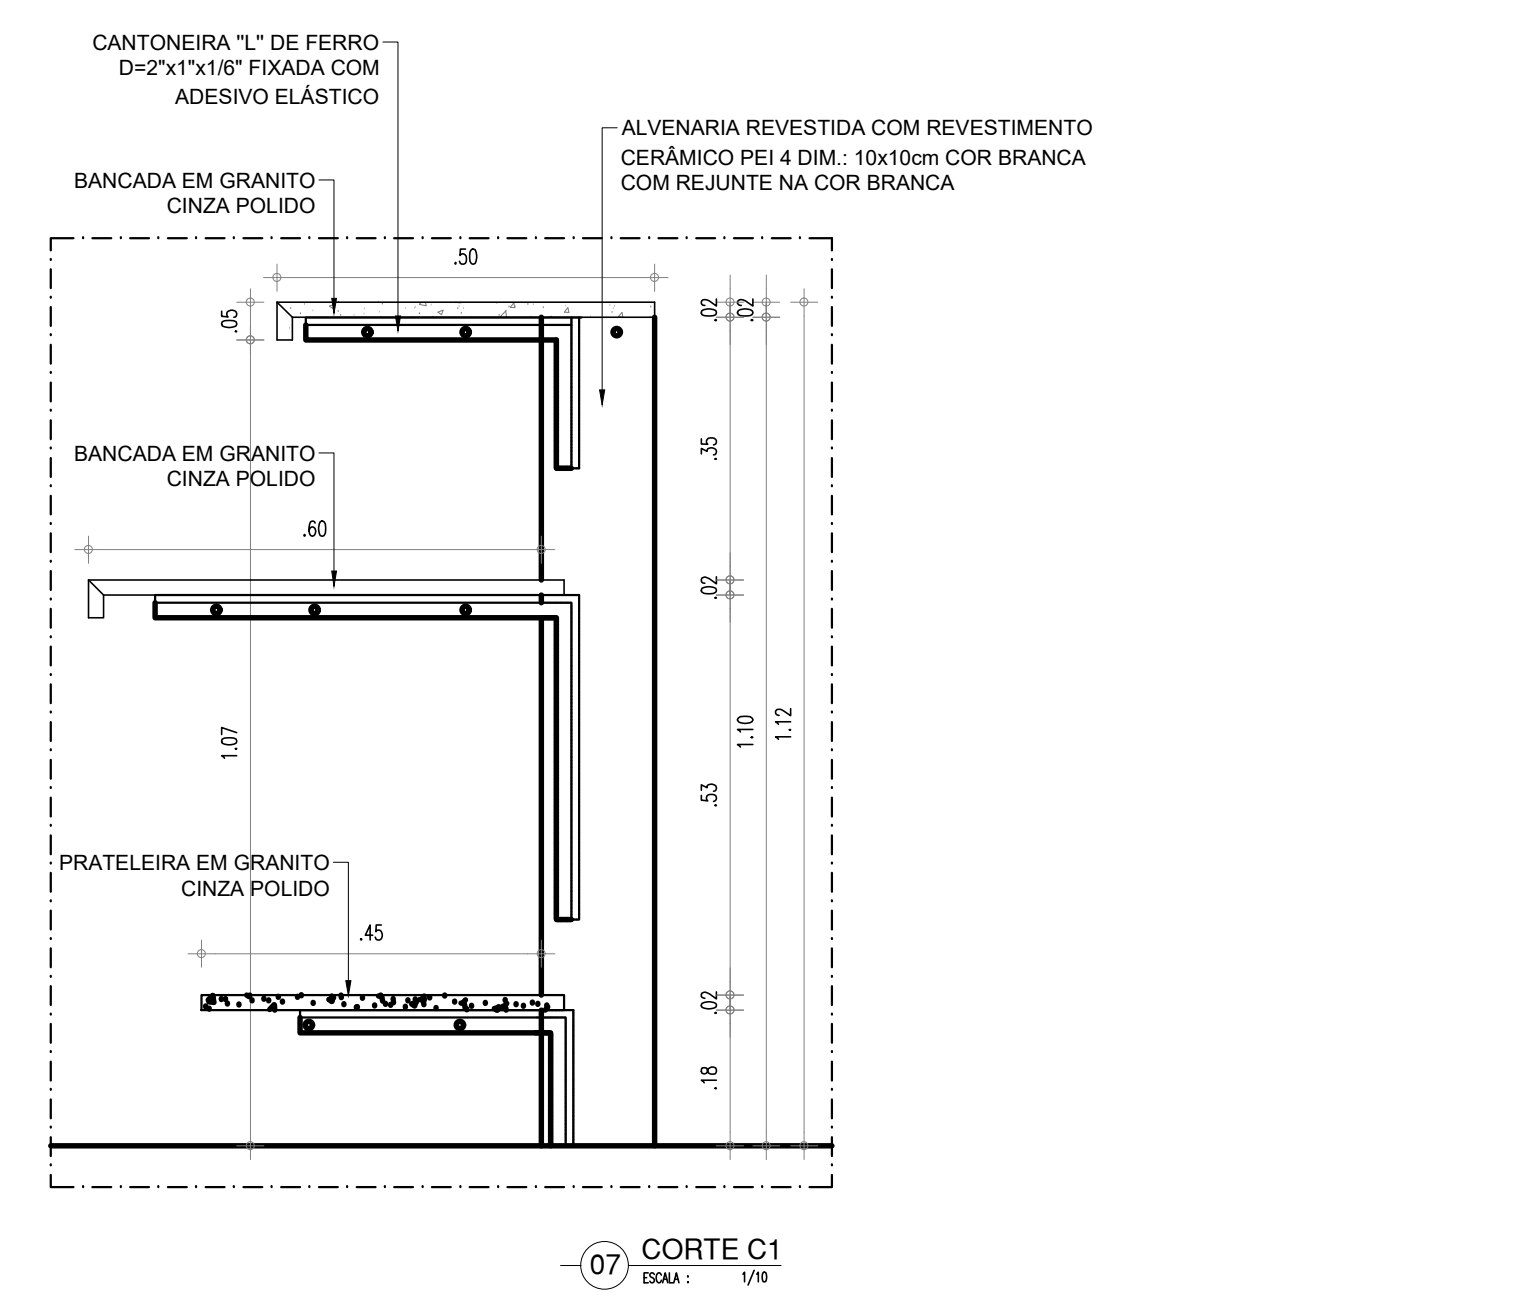 CANTONEIRA "L" DE FERRO
D=2"x1"x1/6" FIXADA COM
ADESIVO ELÁSTICO
ALVENARIA REVESTIDA COM REVESTIMENTO
CERÂMICO PEI 4 DIM.: 10x10cm COR BRANCA
COM REJUNTE NA COR BRANCA
BANCADA EM GRANITO
CINZA POLIDO
.50
.05
.02
.02
.35
BANCADA EM GRANITO
CINZA POLIDO
.60
.02
1.07
1.10
1.12
.53
PRATELEIRA EM GRANITO
CINZA POLIDO
.45
.02
.18
07
CORTE C1
ESCALA : 1/10